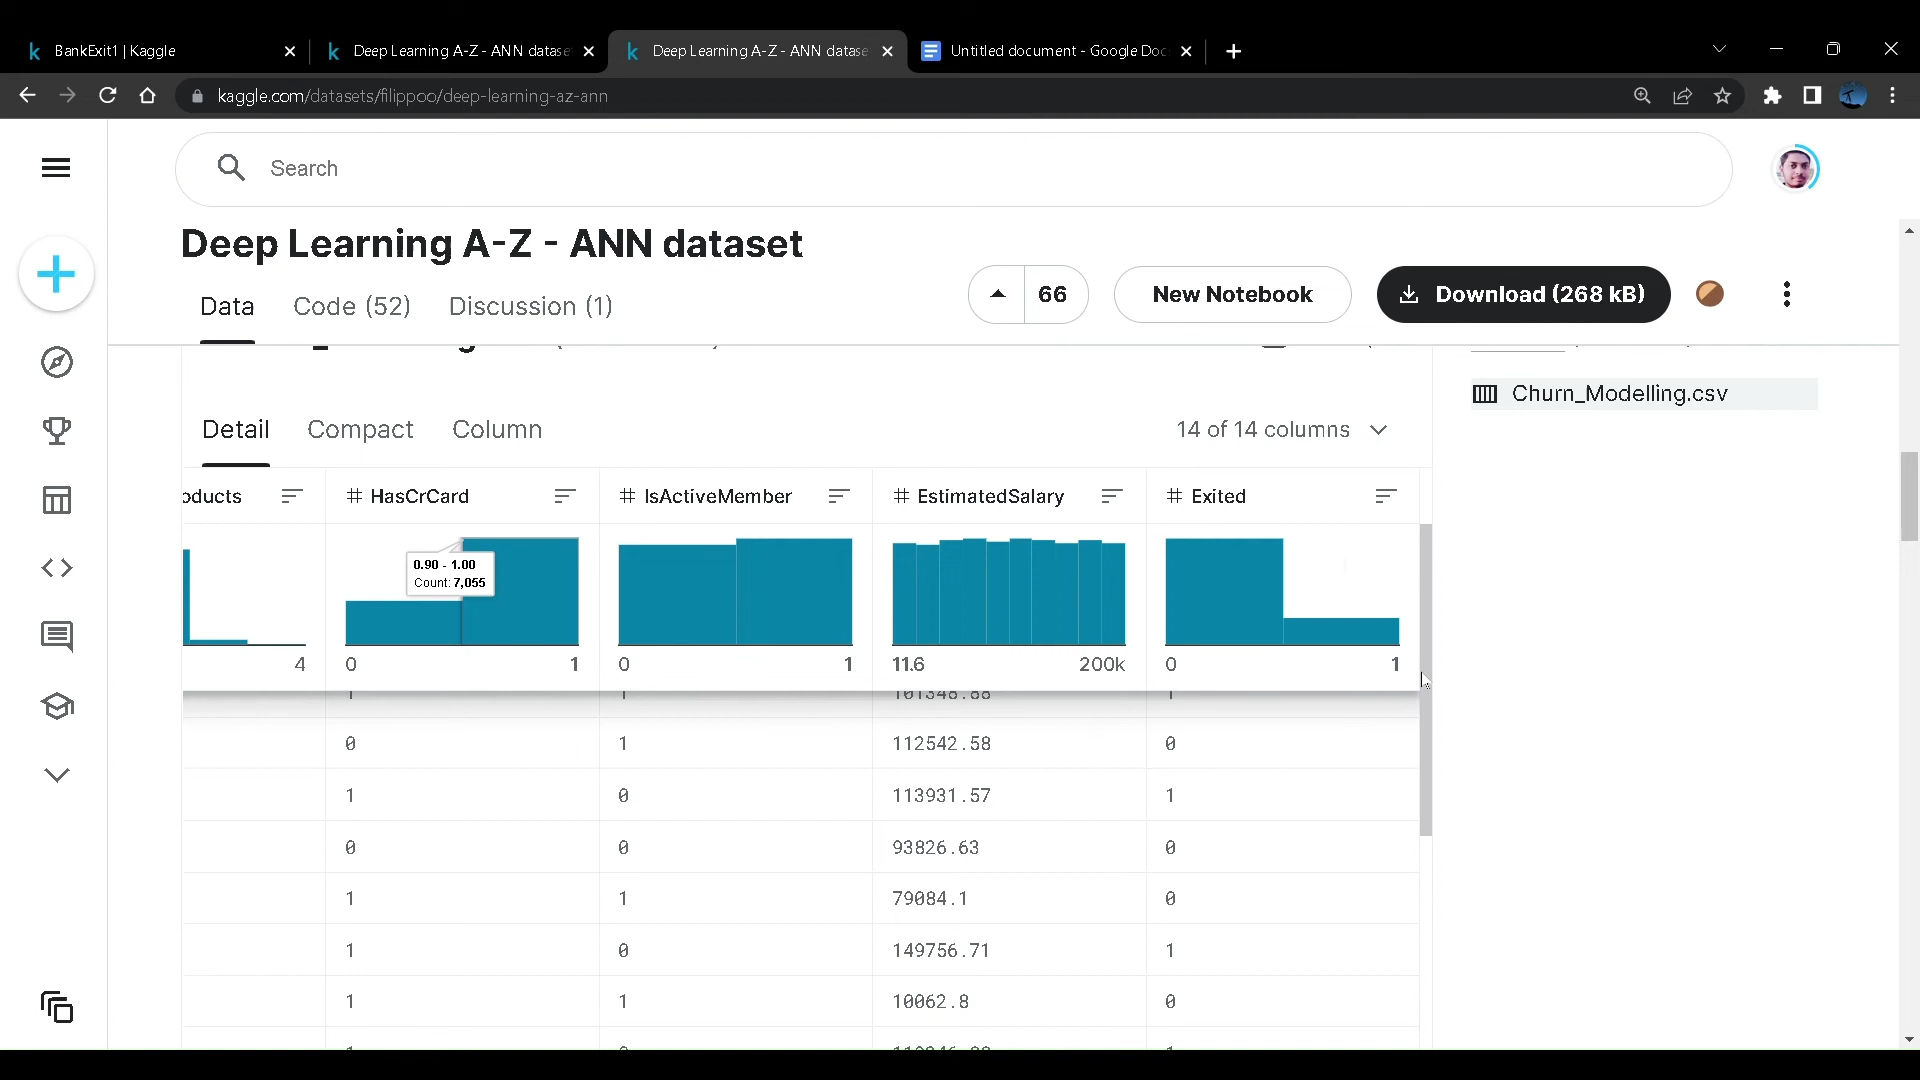 BankExit1 | Kaggle
Deep Learning A-Z - ANN datase
Deep Learning A-Z - ANN datase
Untitled document - Google Doc
kaggle.com/datasets/filippoo/deep-learning-az-ann
Search
Deep Learning A-Z - ANN dataset
Data
Code (52)
Discussion (1)
66
New Notebook
Download (268 kB)
Churn_Modelling.csv
Detail
Compact
Column
14 of 14 columns
oducts
# HasCrCard
# IsActiveMember
# EstimatedSalary
# Exited
0.90 - 1.00
Count: 7,055
4
0 1
0 1
11.6 200k
0 1
1 1 101348.88 1
0 1 112542.58 0
1 0 113931.57 1
0 0 93826.63 0
1 1 79084.1 0
1 0 149756.71 1
1 1 10062.8 0